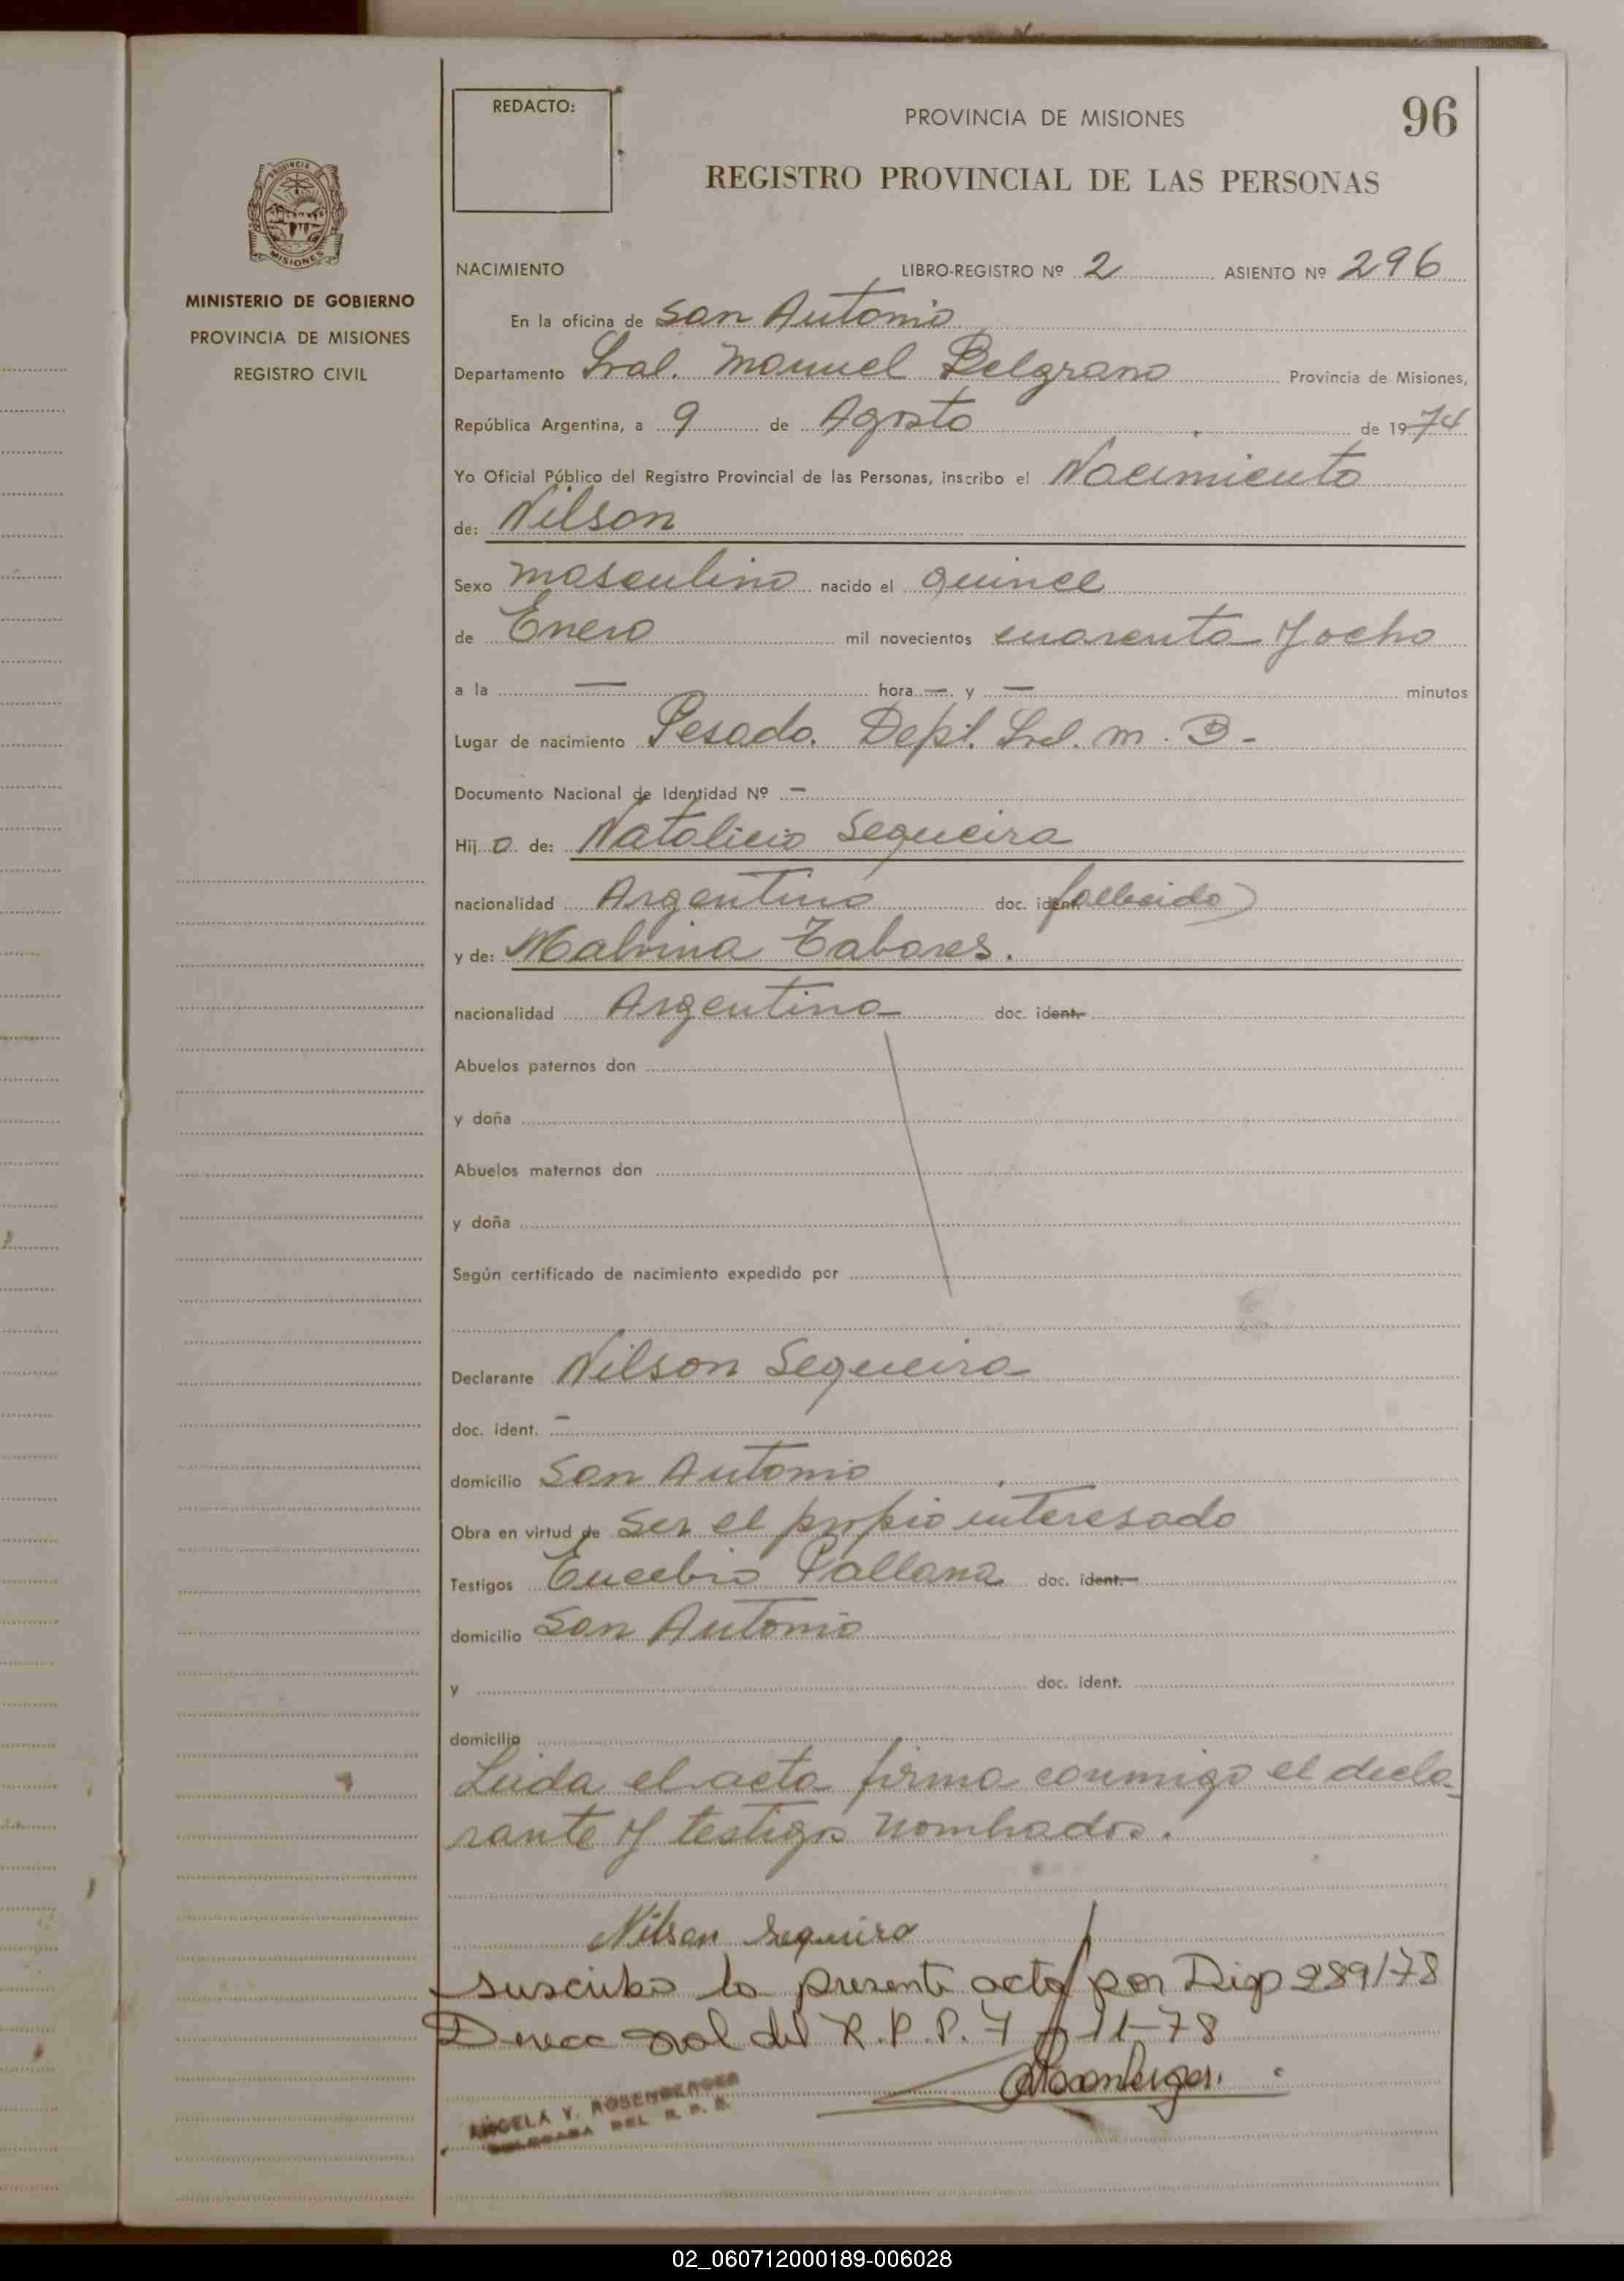 REDACTO:
PROVINCIA DE MISIONES
96
REGISTRO PROVINCIAL DE LAS PERSONAS
PROVINCIA DE
MISIONES
MINISTERIO DE GOBIERNO
PROVINCIA DE MISIONES
REGISTRO CIVIL
NACIMIENTO LIBRO-REGISTRO Nº 2 ASIENTO Nº 296
En la oficina de San Antonio
Departamento Gral. Manuel Belgrano Provincia de Misiones,
República Argentina, a 9 de Agosto de 1974
Yo Oficial Público del Registro Provincial de las Personas, inscribo el Nacimiento
de: Nilson
Sexo masculino nacido el quince
de Enero mil novecientos cuarenta y ocho
a la — hora — y — minutos
Lugar de nacimiento Pesado. Dept. Gral. M. B-
Documento Nacional de Identidad Nº -
Hij o de: Natalicio Sequeira
nacionalidad Argentino doc. ident. fallecido)
y de: Malvina Tabares.
nacionalidad Argentina doc. ident.-
Abuelos paternos don
y doña
Abuelos maternos don
y doña
Según certificado de nacimiento expedido por
Declarante Nilson Sequeira
doc. ident. -
domicilio San Antonio
Obra en virtud de ser el propio interesado
Testigos Eucebio doc. ident.-
domicilio San Antonio
y doc. ident.
domicilio
Leida el acta firma conmigo el decla-
rante y testigos nombados.
Nilson Sequeira
suscribo la presente acta por Disp 289/78
Direcc Gral del R.P.P. 11-78
Rosenberger.
ANGELA Y. ROSENBERGER
DELEGADA DEL R. P. P.
02_060712000189-006028